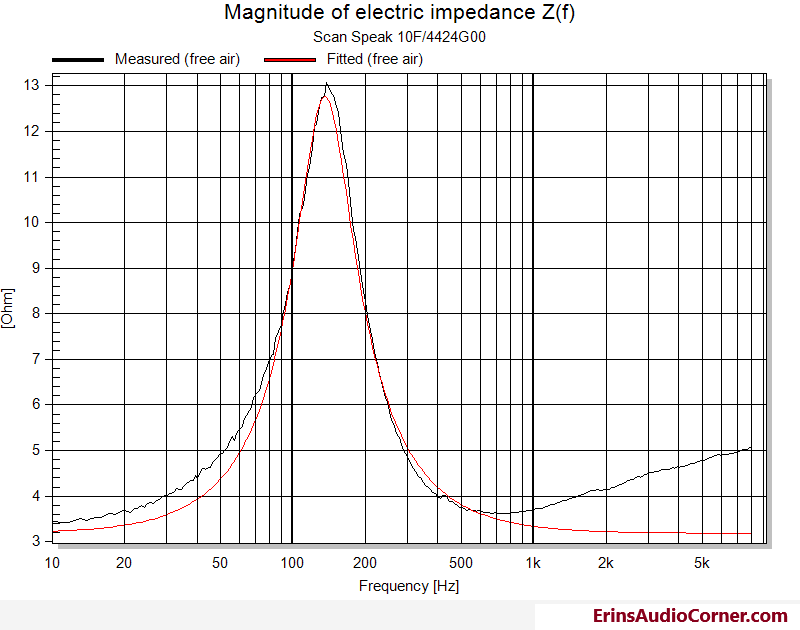 Magnitude of electric impedance Z(f)
Scan Speak 10F/4424G00
Measured (free air) Fitted (free air)
13
12
11
10
9
8
7
6
5
4
3
[Ohm]
10 20 50 100 200 500 1k 2k 5k
Frequency [Hz]
ErinsAudioCorner.com